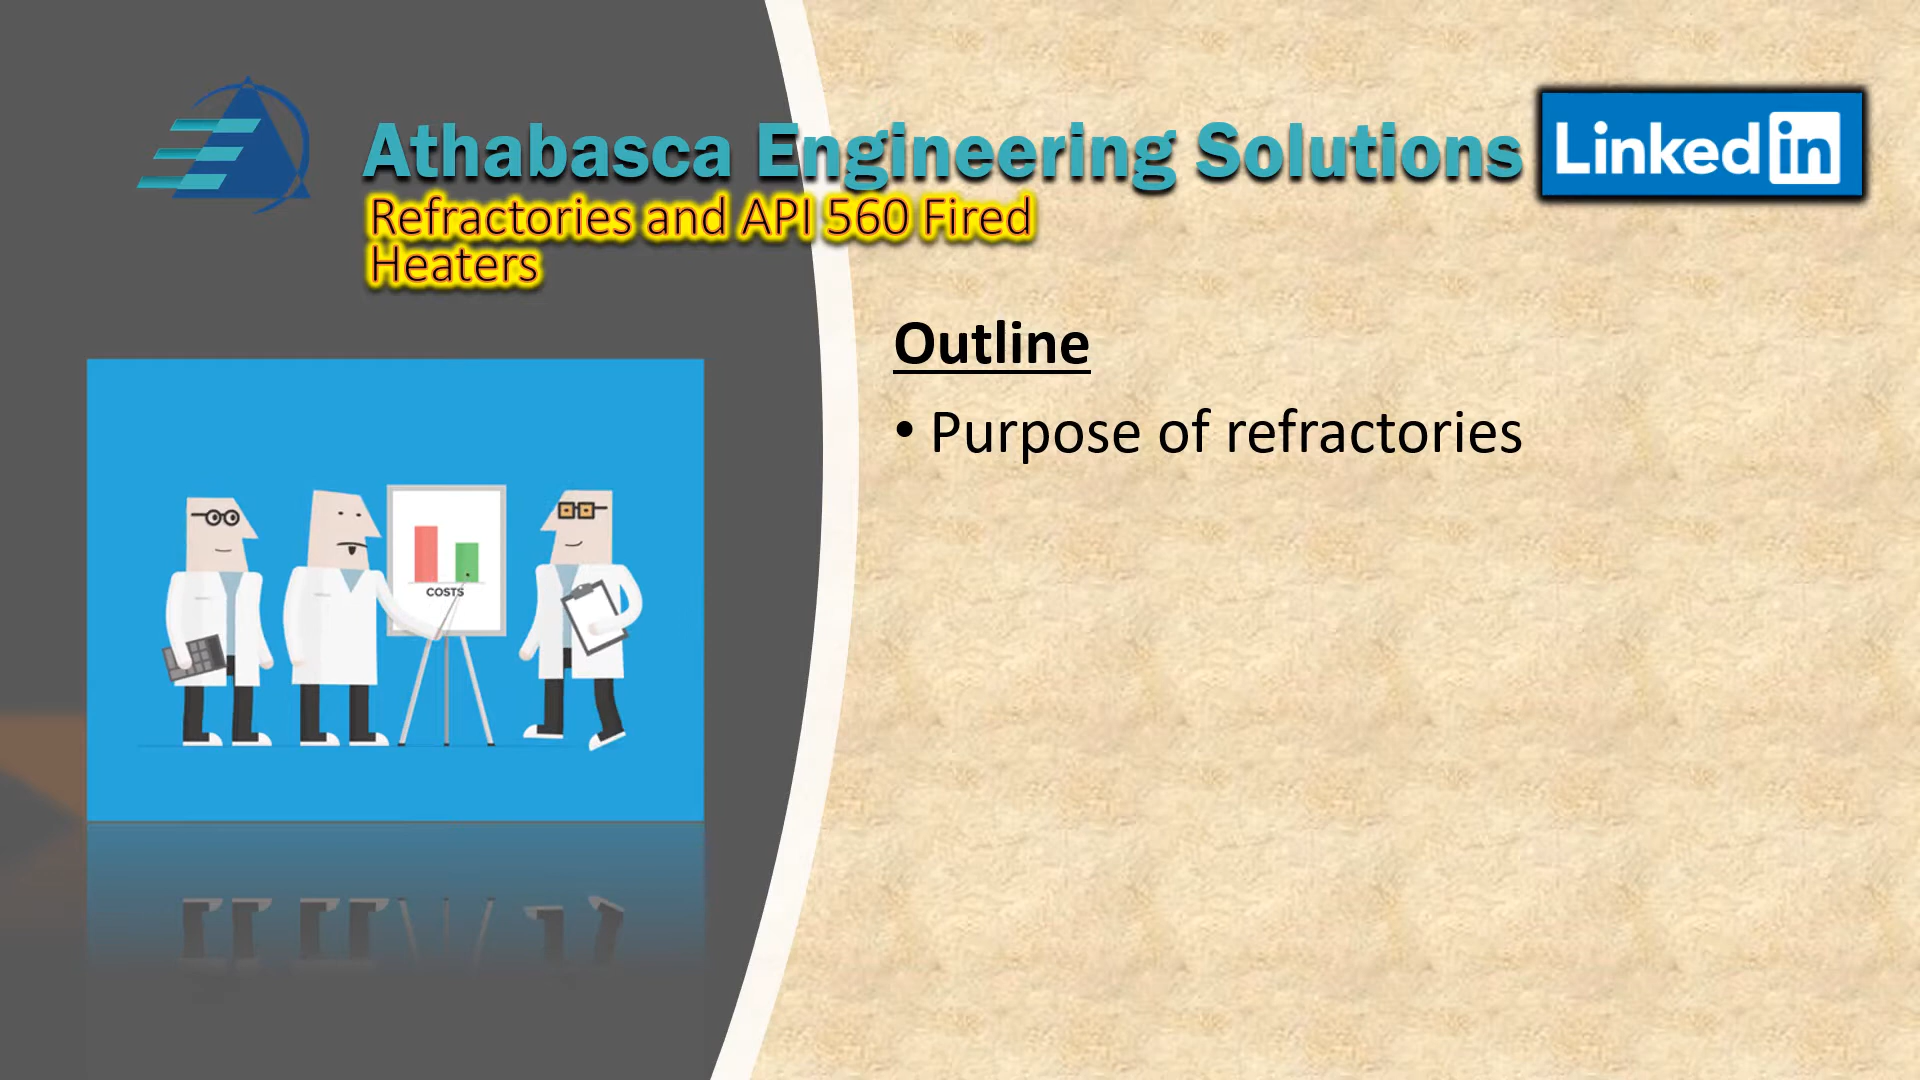 Athabasca Engineering Solutions
LinkedIn
Refractories and API 560 Fired
Heaters
Outline
• Purpose of refractories
COSTS